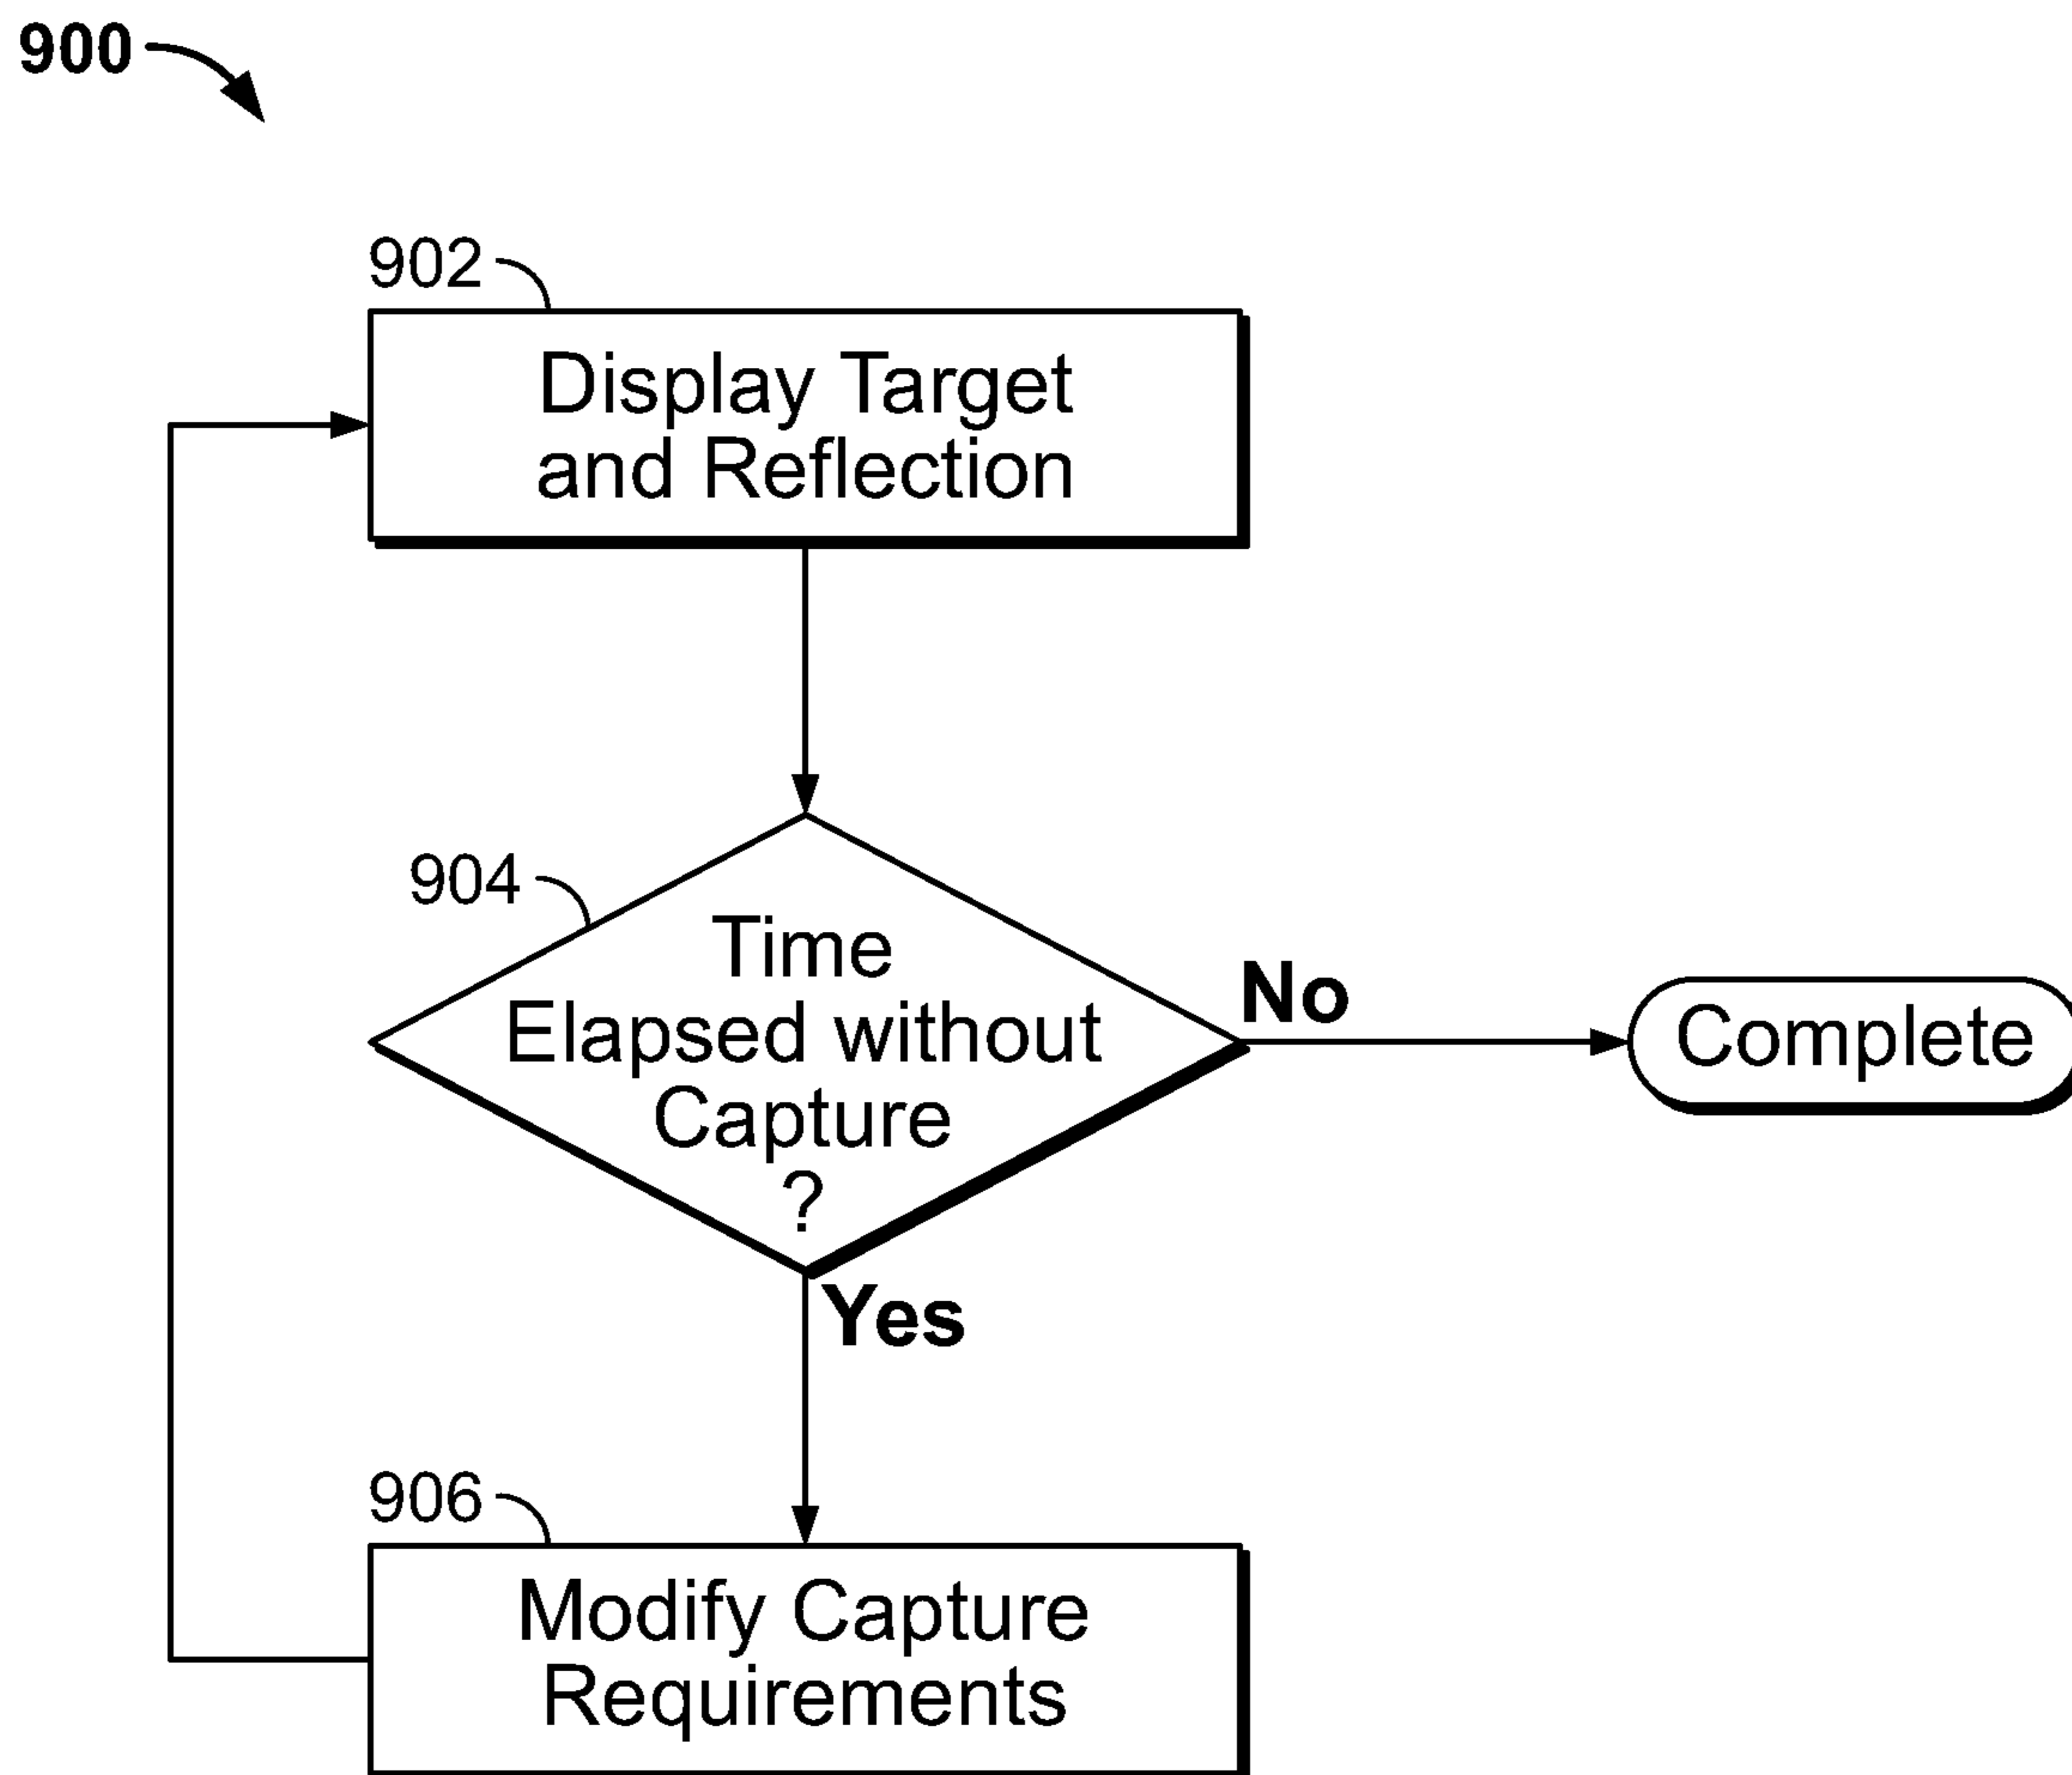 900
902
Display Target
and Reflection
904
Time
Elapsed without
Capture
?
No
Complete
Yes
906
Modify Capture
Requirements